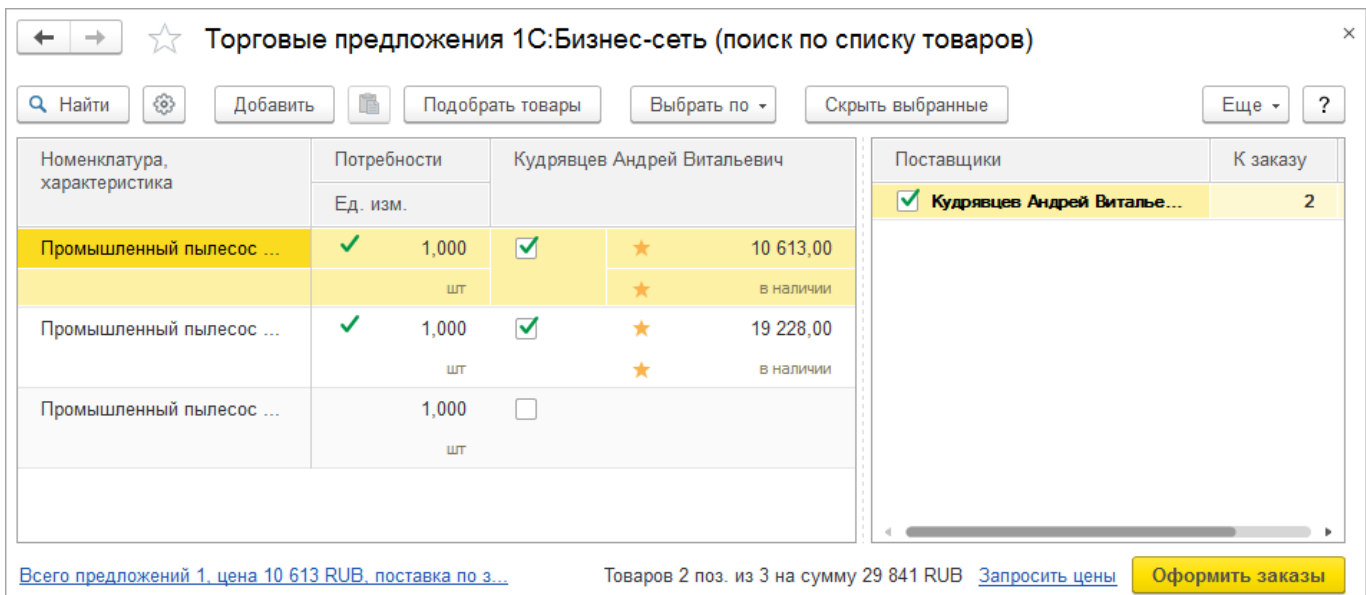 Торговые предложения 1С:Бизнес-сеть (поиск по списку товаров)
Найти Добавить Подобрать товары Выбрать по Скрыть выбранные Еще ?
Номенклатура, характеристика
Потребности
Ед. изм.
Кудрявцев Андрей Витальевич
Промышленный пылесос ... 1,000 10 613,00
шт в наличии
Промышленный пылесос ... 1,000 19 228,00
шт в наличии
Промышленный пылесос ... 1,000
шт
Поставщики К заказу
Кудрявцев Андрей Виталье... 2
Всего предложений 1, цена 10 613 RUB, поставка по з...
Товаров 2 поз. из 3 на сумму 29 841 RUB Запросить цены Оформить заказы